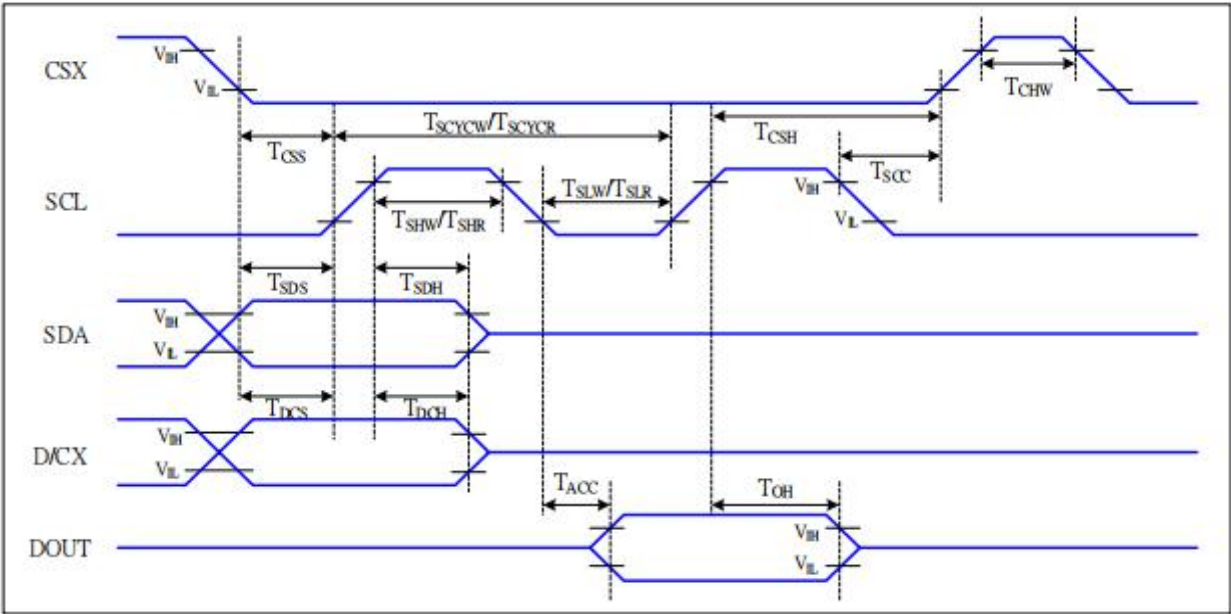 CSX
VIH
VIL
TCSS
TSCYCW/TSCYCR
TCSH
TCHW
SCL
TSHW/TSHR
TSLW/TSLR
VIH
VIL
TSCC
SDA
VIH
VIL
TSDS
TSDH
D/CX
VIH
VIL
TDCS
TDCH
DOUT
TACC
TOH
VIH
VIL